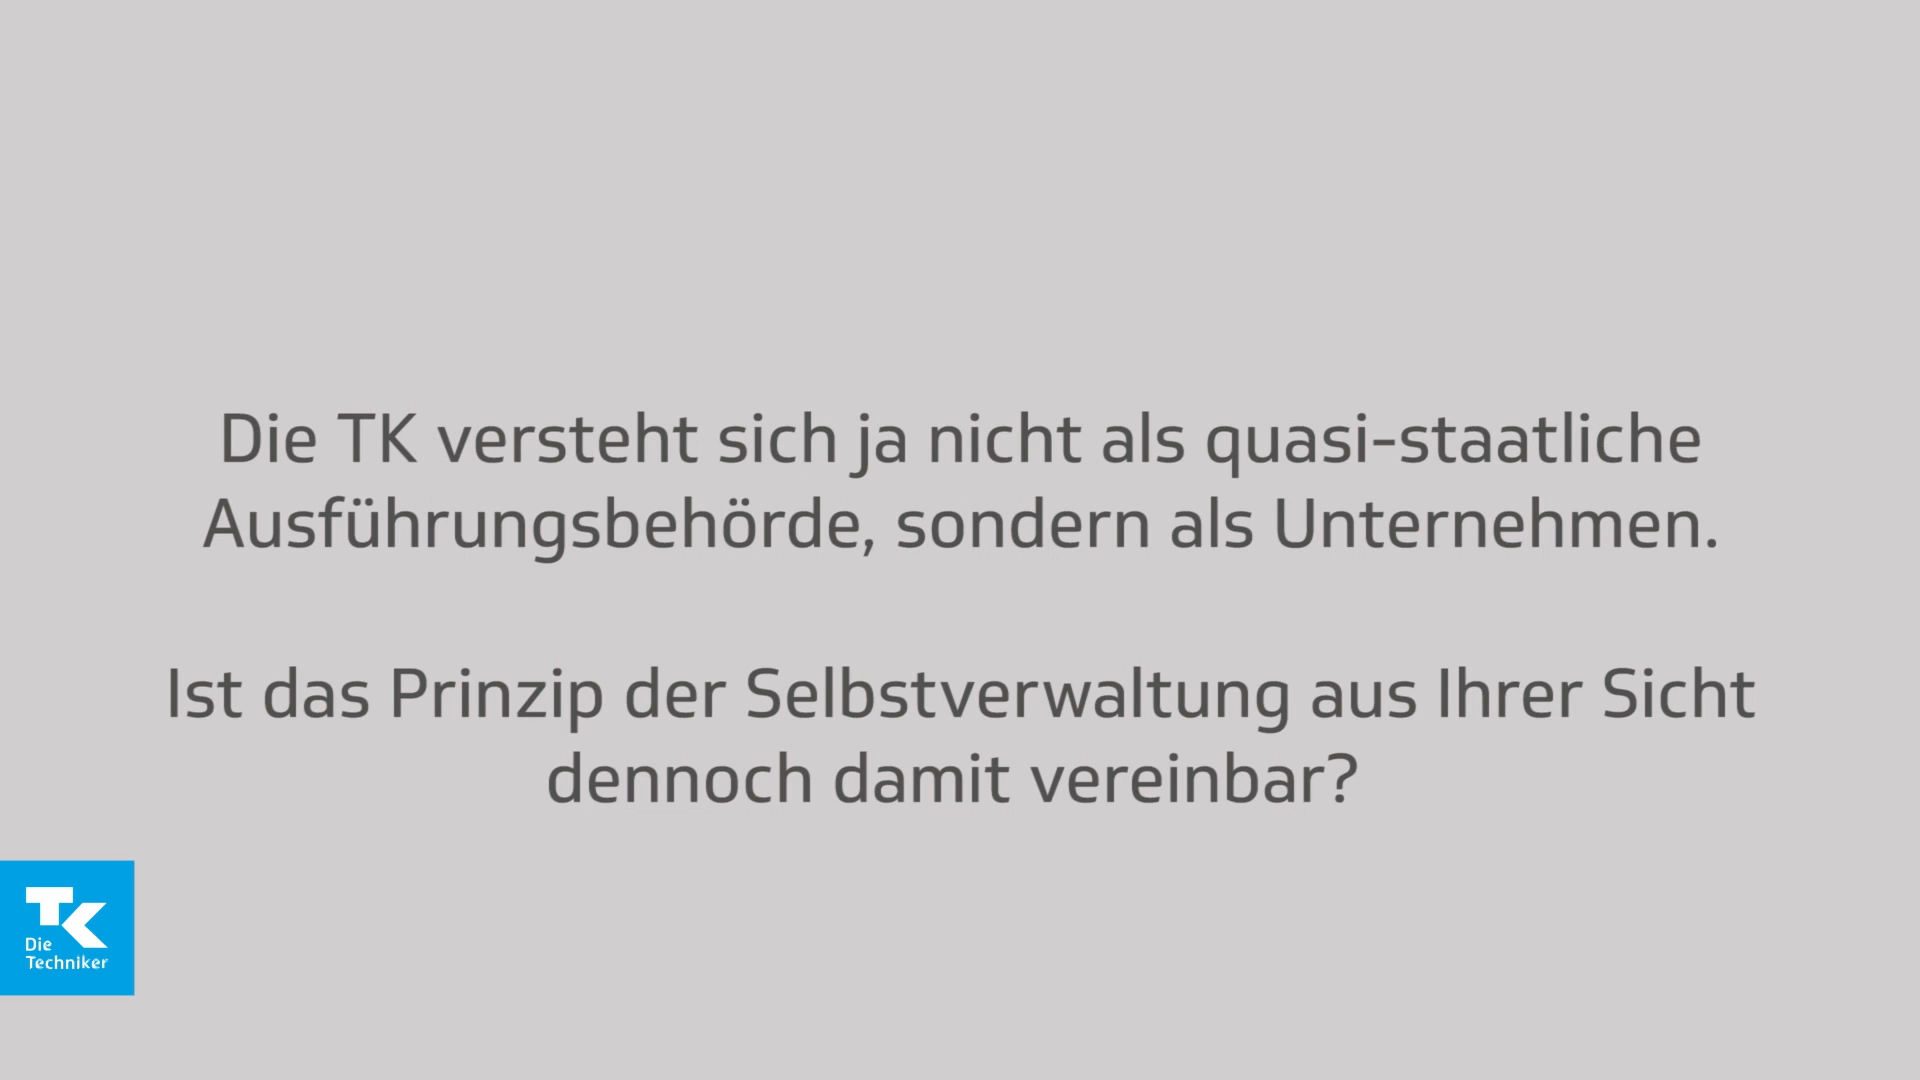 Die TK versteht sich ja nicht als quasi-staatliche
Ausführungsbehörde, sondern als Unternehmen.
Ist das Prinzip der Selbstverwaltung aus Ihrer Sicht
dennoch damit vereinbar?
TK
Die
Techniker